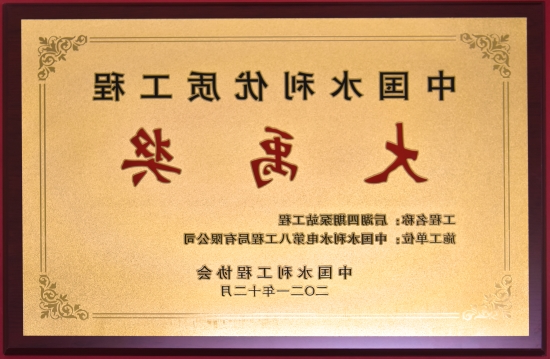 中国水利优质工程
大禹奖
工程名称：后湖四期泵站工程
施工单位：中国水利水电第八工程局有限公司
中国水利工程协会
二〇二一年十二月